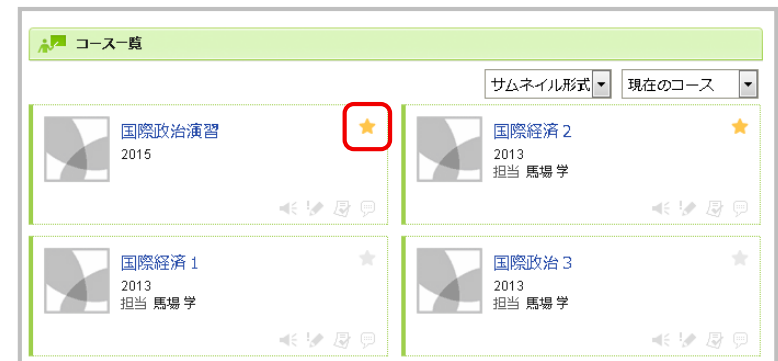 コース一覧
サムネイル形式 現在のコース
国際政治演習
2015
国際経済2
2013
担当 馬場 学
国際経済1
2013
担当 馬場 学
国際政治3
2013
担当 馬場 学